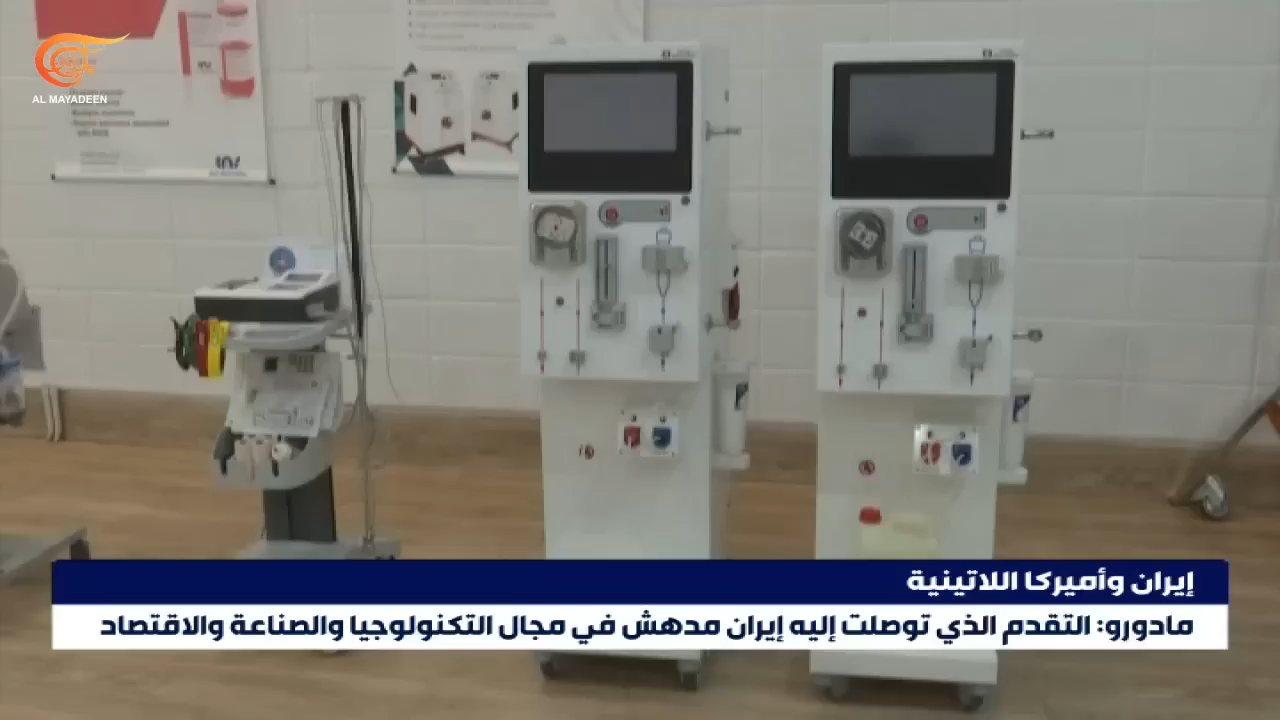 AL MAYADEEN
إيران وأميركا اللاتينية
مادورو: التقدم الذي توصلت إليه إيران مدهش في مجال التكنولوجيا والصناعة والاقتصاد